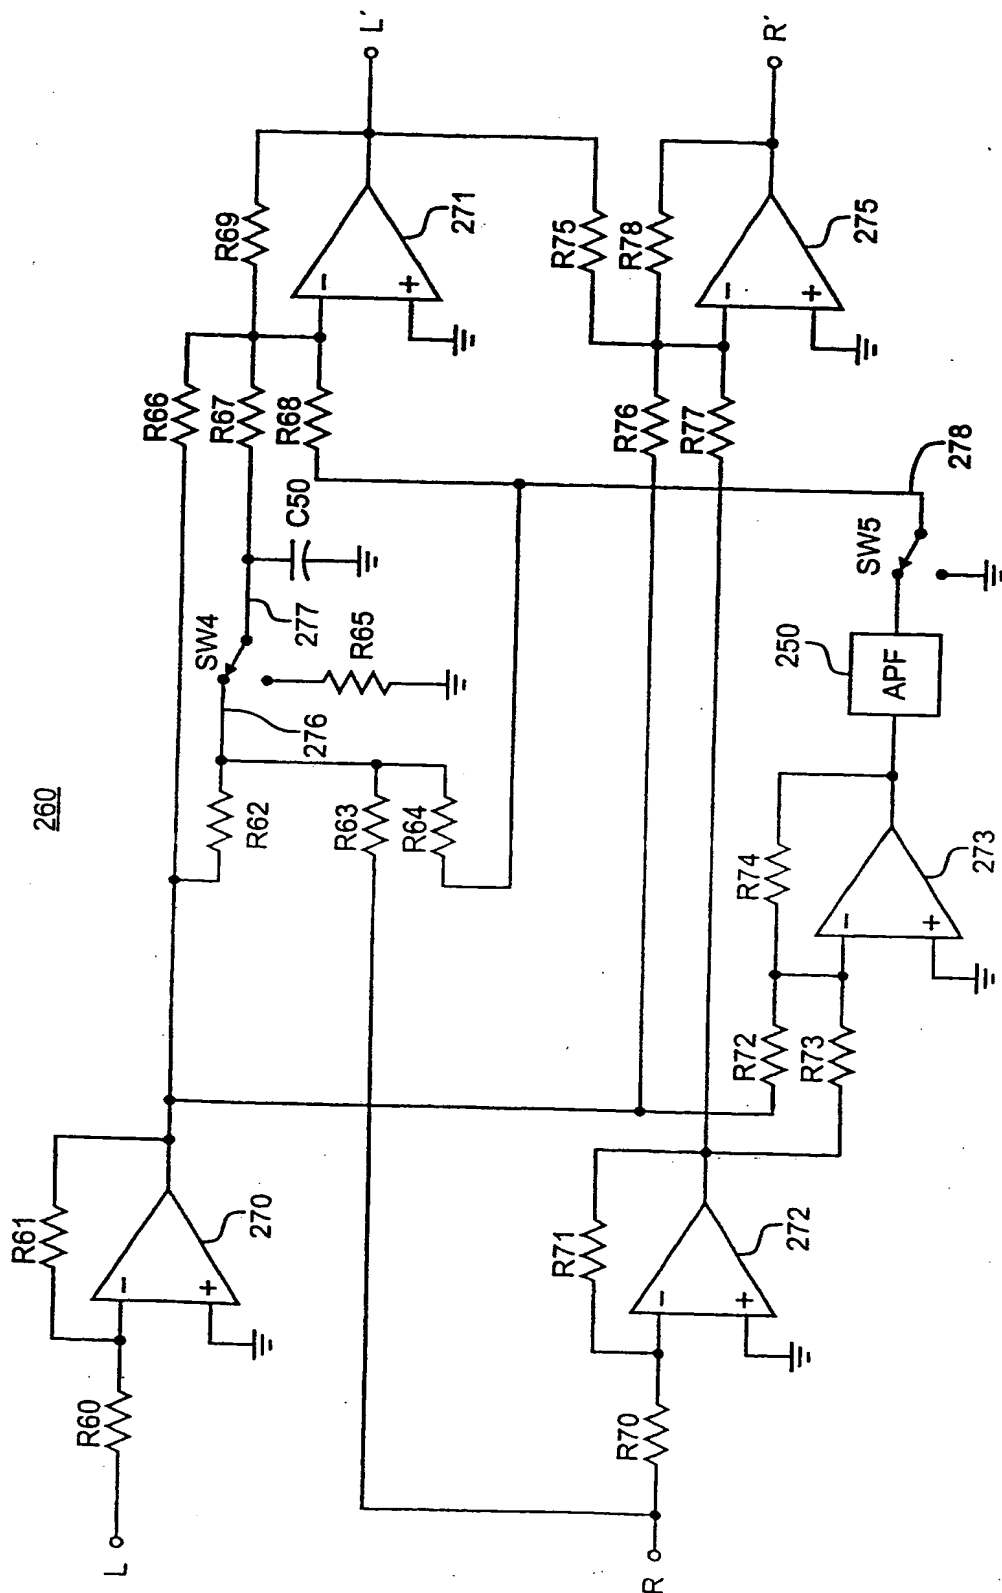 260
L
R60
R61
−
+
270
R62
R63
R64
276
SW4
277
R65
C50
R66
R67
R68
R69
−
+
271
L'
R
R70
R71
−
+
272
R72
R73
R74
−
+
273
APF
250
SW5
278
R75
R76
R77
R78
−
+
275
R'